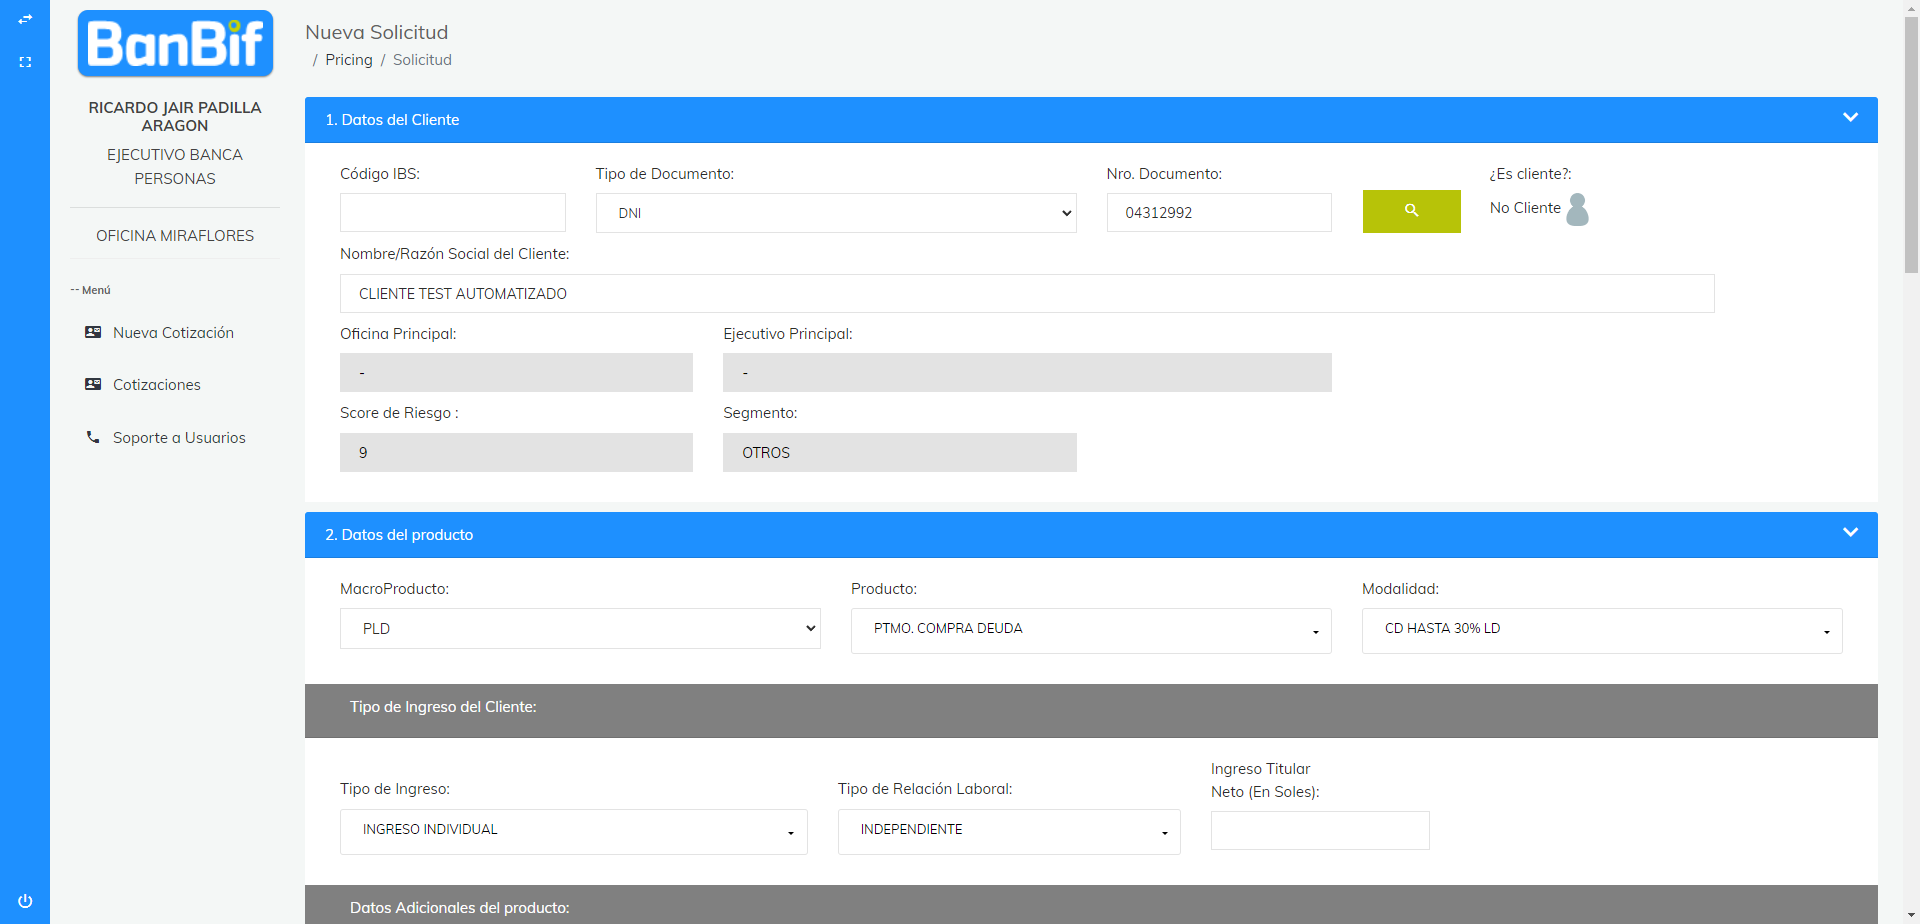 BanBif
RICARDO JAIR PADILLA
ARAGON
EJECUTIVO BANCA
PERSONAS
OFICINA MIRAFLORES
-- Menú
Nueva Cotización
Cotizaciones
Soporte a Usuarios
Nueva Solicitud
/ Pricing / Solicitud
1. Datos del Cliente
Código IBS:
Tipo de Documento:
Nro. Documento:
¿Es cliente?:
DNI
04312992
No Cliente
Nombre/Razón Social del Cliente:
CLIENTE TEST AUTOMATIZADO
Oficina Principal:
Ejecutivo Principal:
-
-
Score de Riesgo :
Segmento:
9
OTROS
2. Datos del producto
MacroProducto:
Producto:
Modalidad:
PLD
PTMO. COMPRA DEUDA
CD HASTA 30% LD
Tipo de Ingreso del Cliente:
Tipo de Ingreso:
Tipo de Relación Laboral:
Ingreso Titular
Neto (En Soles):
INGRESO INDIVIDUAL
INDEPENDIENTE
Datos Adicionales del producto: